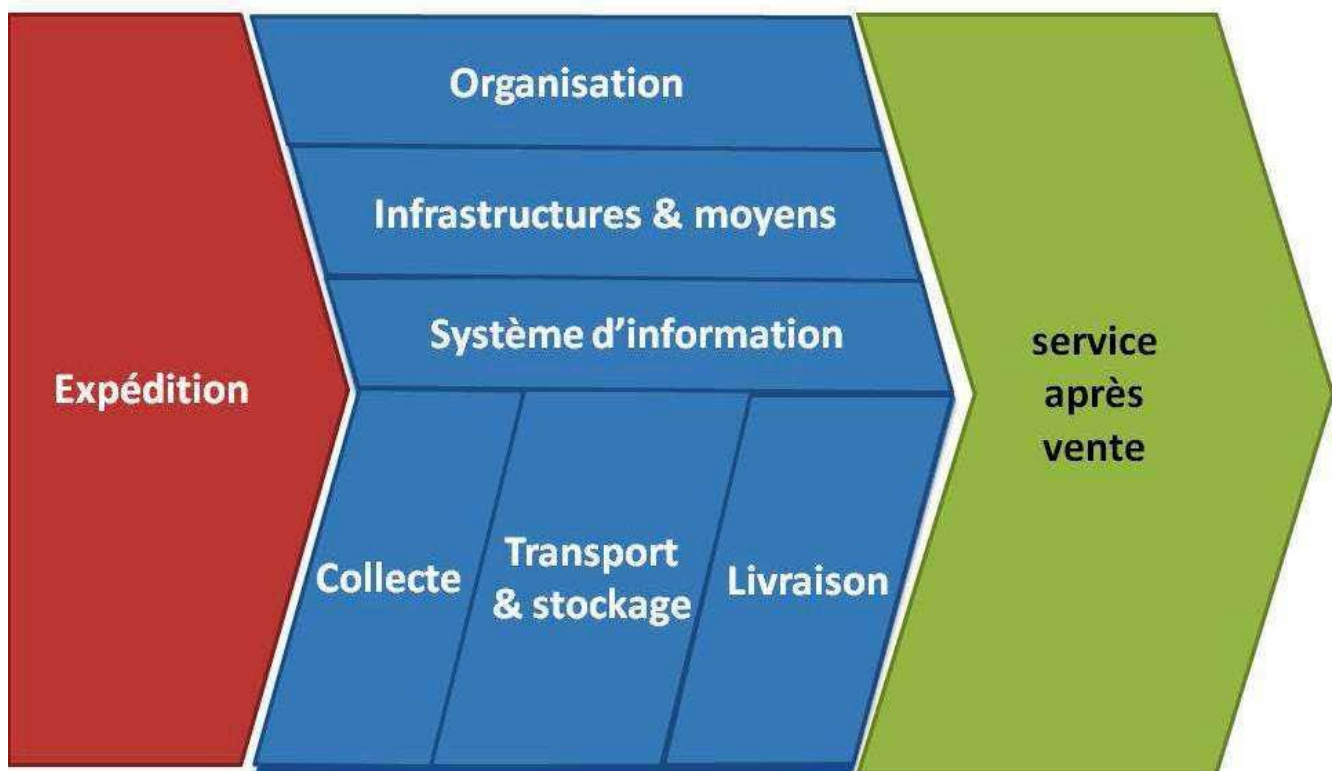 Expédition
Organisation
Infrastructures & moyens
Système d’information
Collecte
Transport
& stockage
Livraison
service
après
vente